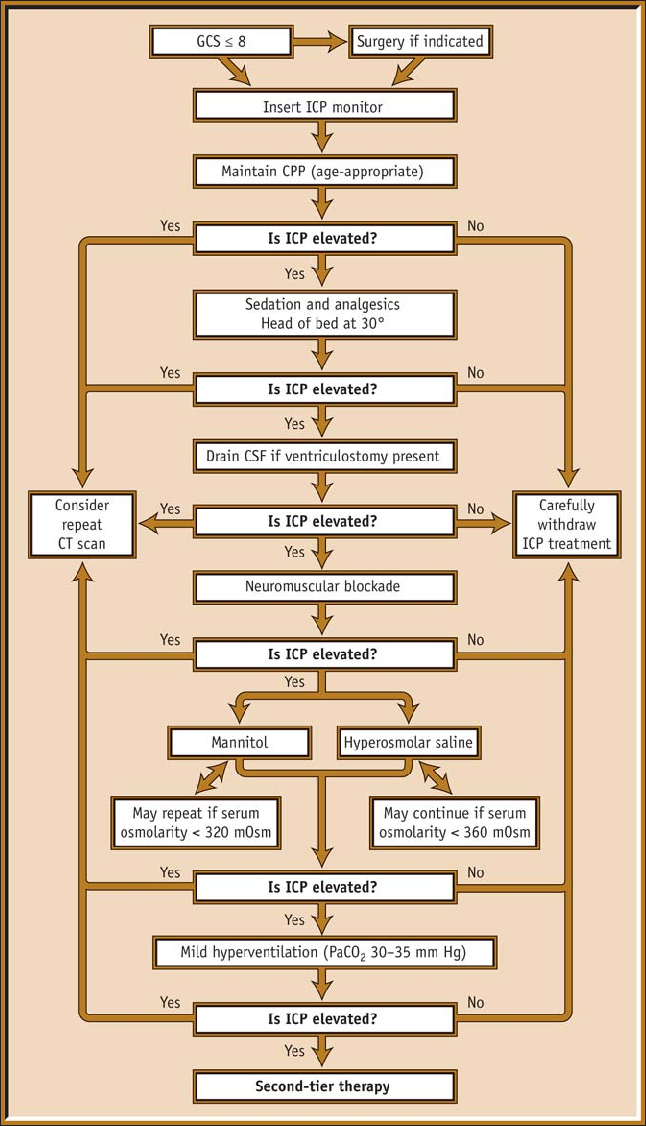 GCS ≤ 8
Surgery if indicated
Insert ICP monitor
Maintain CPP (age-appropriate)
Yes
Is ICP elevated?
No
Yes
Sedation and analgesics
Head of bed at 30°
Yes
Is ICP elevated?
No
Yes
Drain CSF if ventriculostomy present
Consider
repeat
CT scan
Yes
Is ICP elevated?
No
Carefully
withdraw
ICP treatment
Yes
Neuromuscular blockade
Yes
Is ICP elevated?
No
Yes
Mannitol
Hyperosmolar saline
May repeat if serum
osmolarity < 320 mOsm
May continue if serum
osmolarity < 360 mOsm
Yes
Is ICP elevated?
No
Yes
Mild hyperventilation (PaCO₂ 30–35 mm Hg)
Yes
Is ICP elevated?
No
Yes
Second-tier therapy